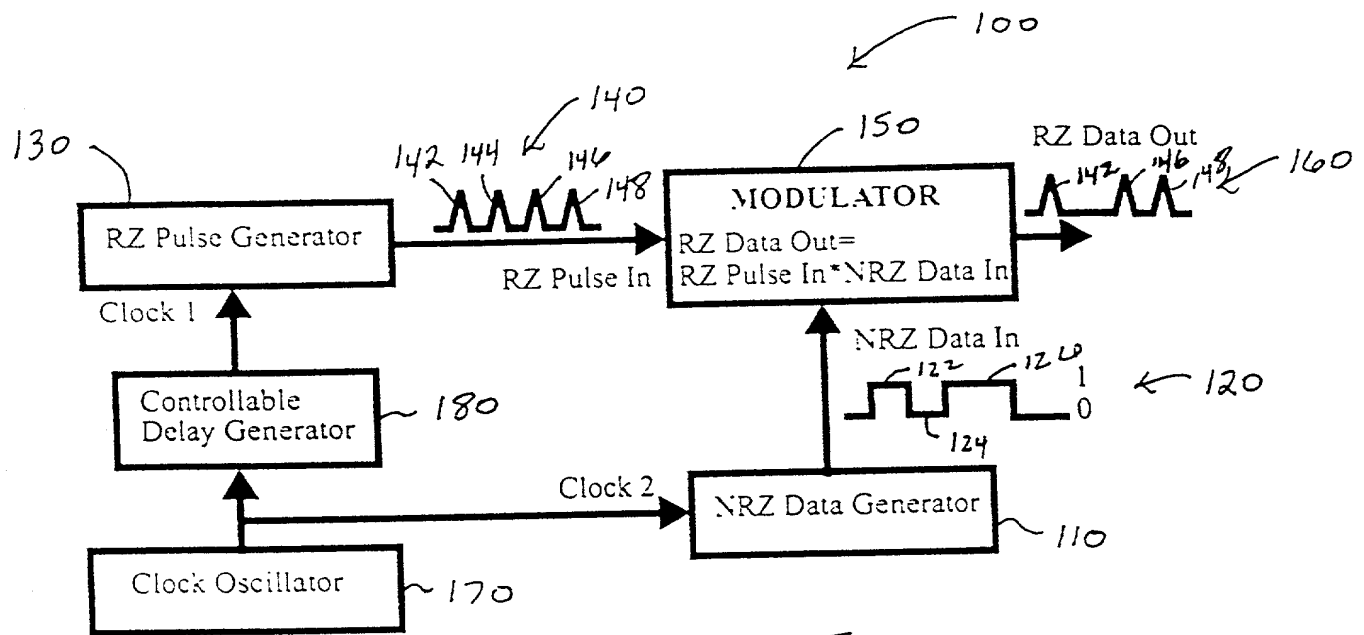 100
140
150
RZ Data Out
130
142
144
146
148
142
146
148
160
RZ Pulse Generator
MODULATOR
RZ Data Out=
RZ Pulse In*NRZ Data In
RZ Pulse In
Clock 1
NRZ Data In
122
126
1
0
120
124
Controllable
Delay Generator
180
Clock 2
NRZ Data Generator
110
Clock Oscillator
170